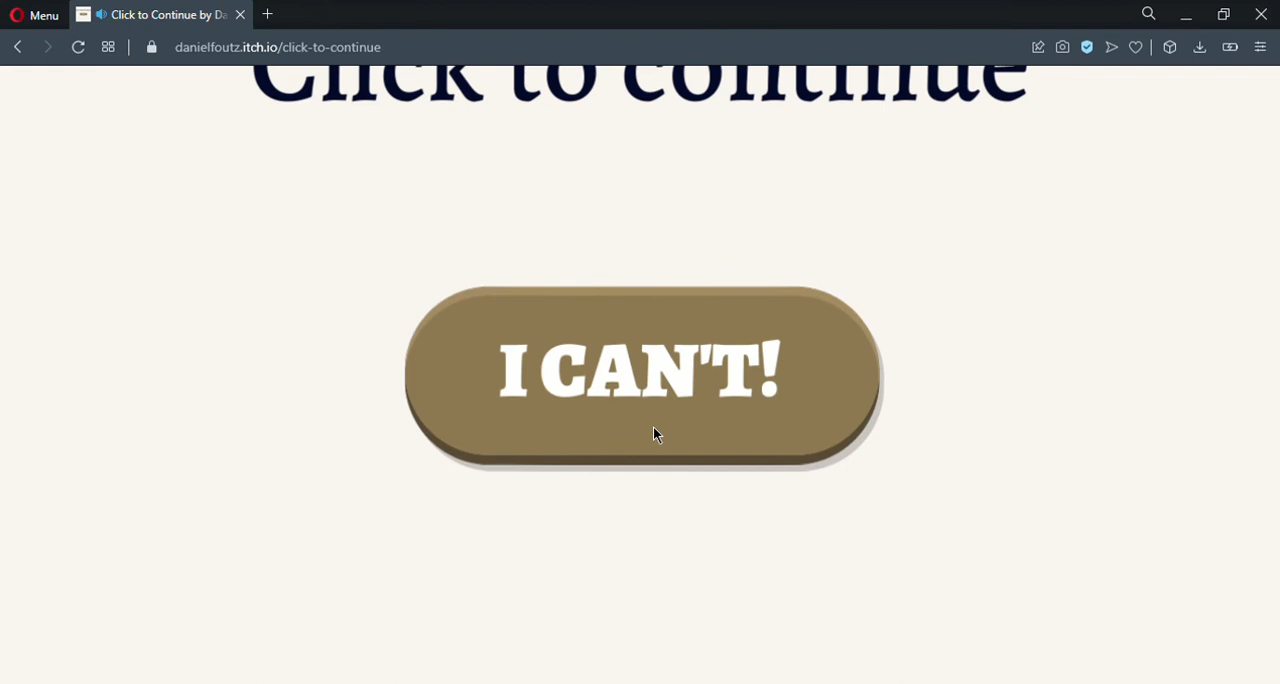 Menu
Click to Continue by Da
danielfoutz.itch.io/click-to-continue
Click to continue
I CAN'T!